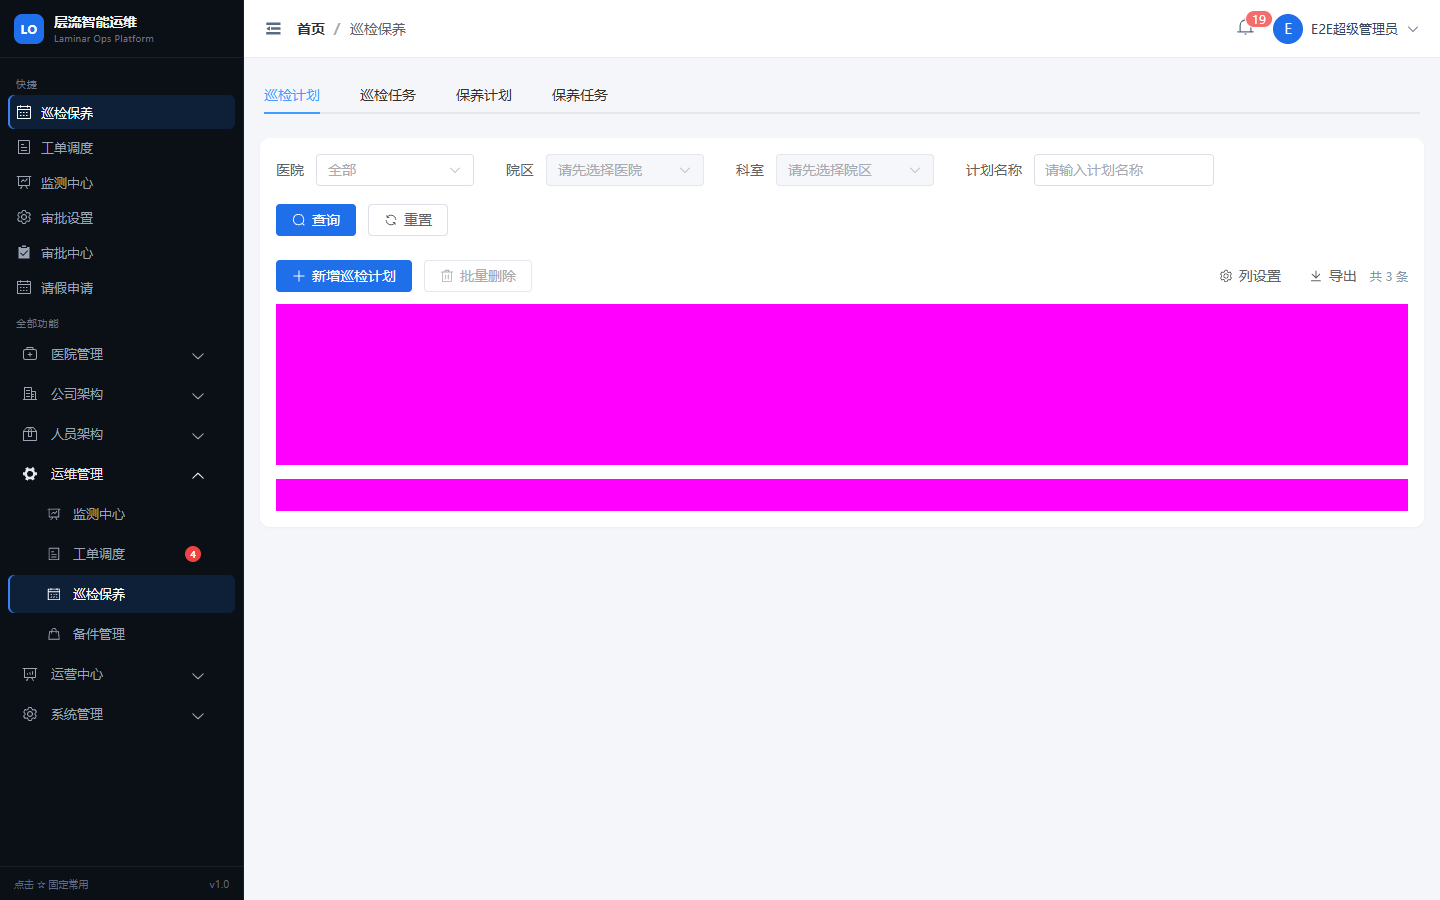 LO
层流智能运维
Laminar Ops Platform
快捷
巡检保养
工单调度
监测中心
审批设置
审批中心
请假申请
全部功能
医院管理
公司架构
人员架构
运维管理
监测中心
工单调度 4
巡检保养
备件管理
运营中心
系统管理
点击 ☆ 固定常用 v1.0
首页 / 巡检保养
19 E E2E超级管理员
巡检计划 巡检任务 保养计划 保养任务
医院 全部 院区 请先选择医院 科室 请先选择院区 计划名称 请输入计划名称
查询 重置
新增巡检计划 批量删除 列设置 导出 共 3 条